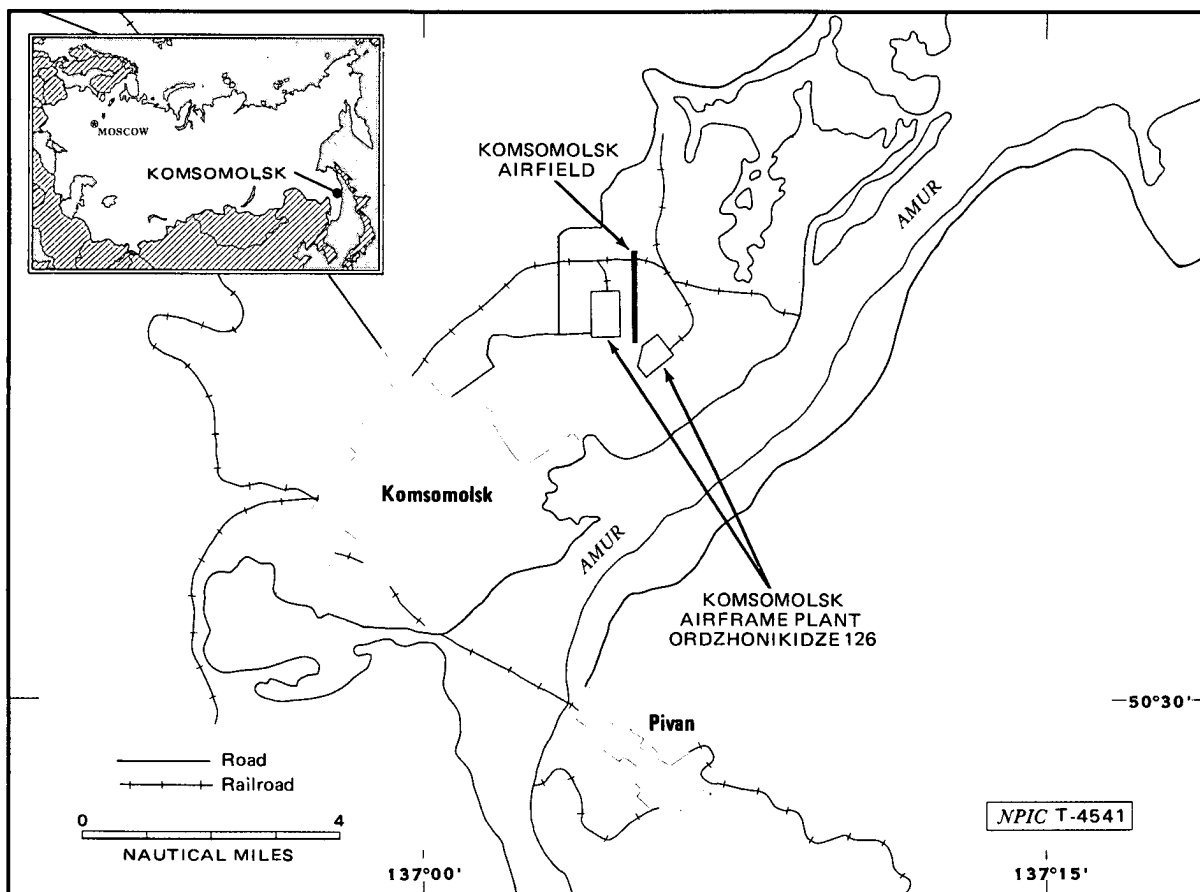 MOSCOW
KOMSOMOLSK
KOMSOMOLSK
AIRFIELD
AMUR
Komsomolsk
AMUR
KOMSOMOLSK
AIRFRAME PLANT
ORDZHONIKIDZE 126
50°30'
Pivan
Road
Railroad
0 4
NAUTICAL MILES
NPIC T-4541
137°00' 137°15'